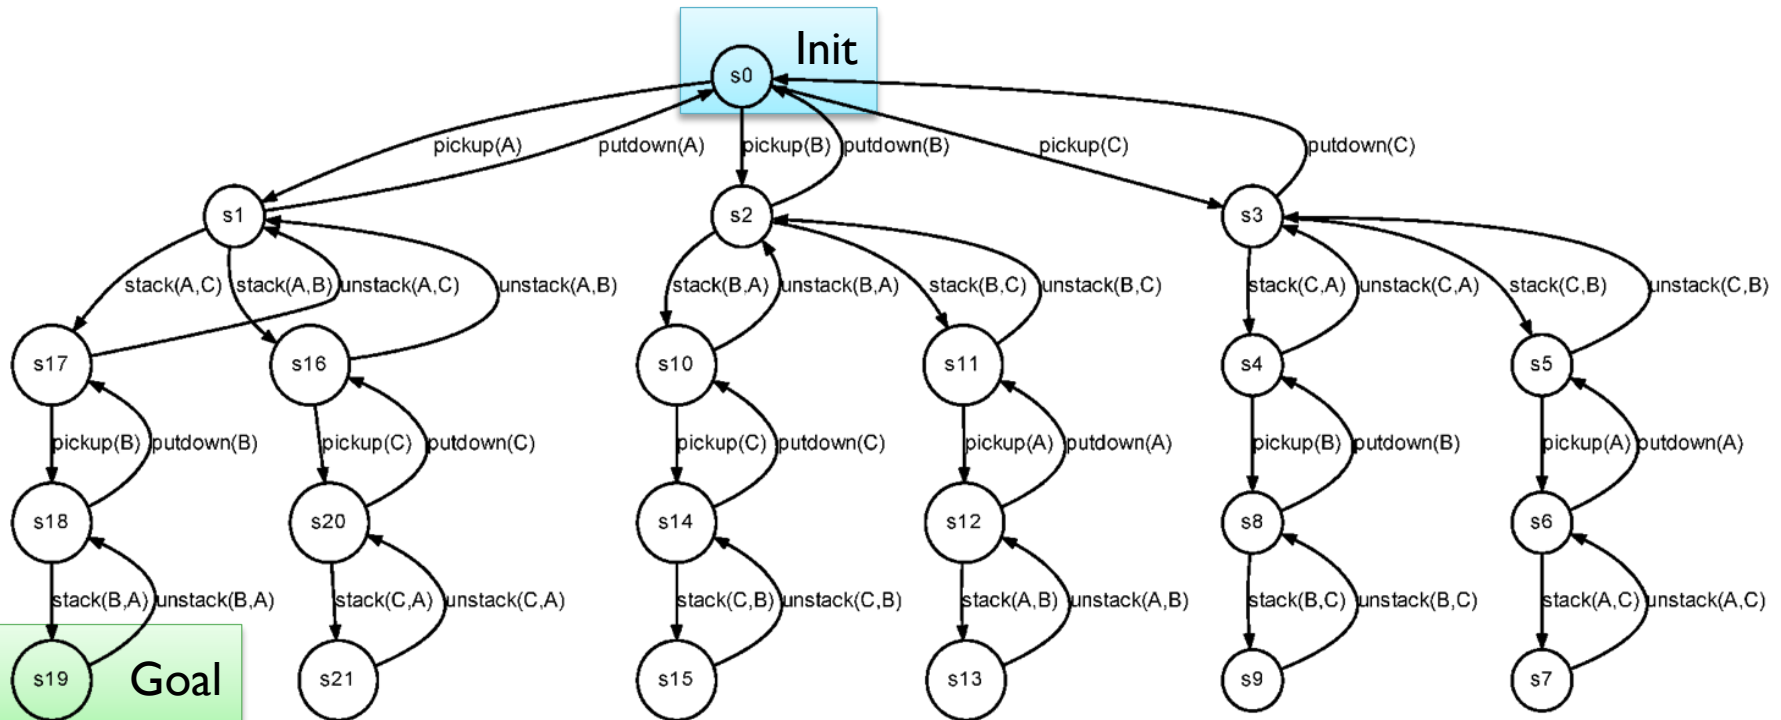 Init
s0
pickup(A) putdown(A) pickup(B) putdown(B) pickup(C) putdown(C)
s1 s2 s3
stack(A,C) stack(A,B) unstack(A,C) unstack(A,B) stack(B,A) unstack(B,A) stack(B,C) unstack(B,C) stack(C,A) unstack(C,A) stack(C,B) unstack(C,B)
s17 s16 s10 s11 s4 s5
pickup(B) putdown(B) pickup(C) putdown(C) pickup(C) putdown(C) pickup(A) putdown(A) pickup(B) putdown(B) pickup(A) putdown(A)
s18 s20 s14 s12 s8 s6
stack(B,A) unstack(B,A) stack(C,A) unstack(C,A) stack(C,B) unstack(C,B) stack(A,B) unstack(A,B) stack(B,C) unstack(B,C) stack(A,C) unstack(A,C)
s19 Goal s21 s15 s13 s9 s7